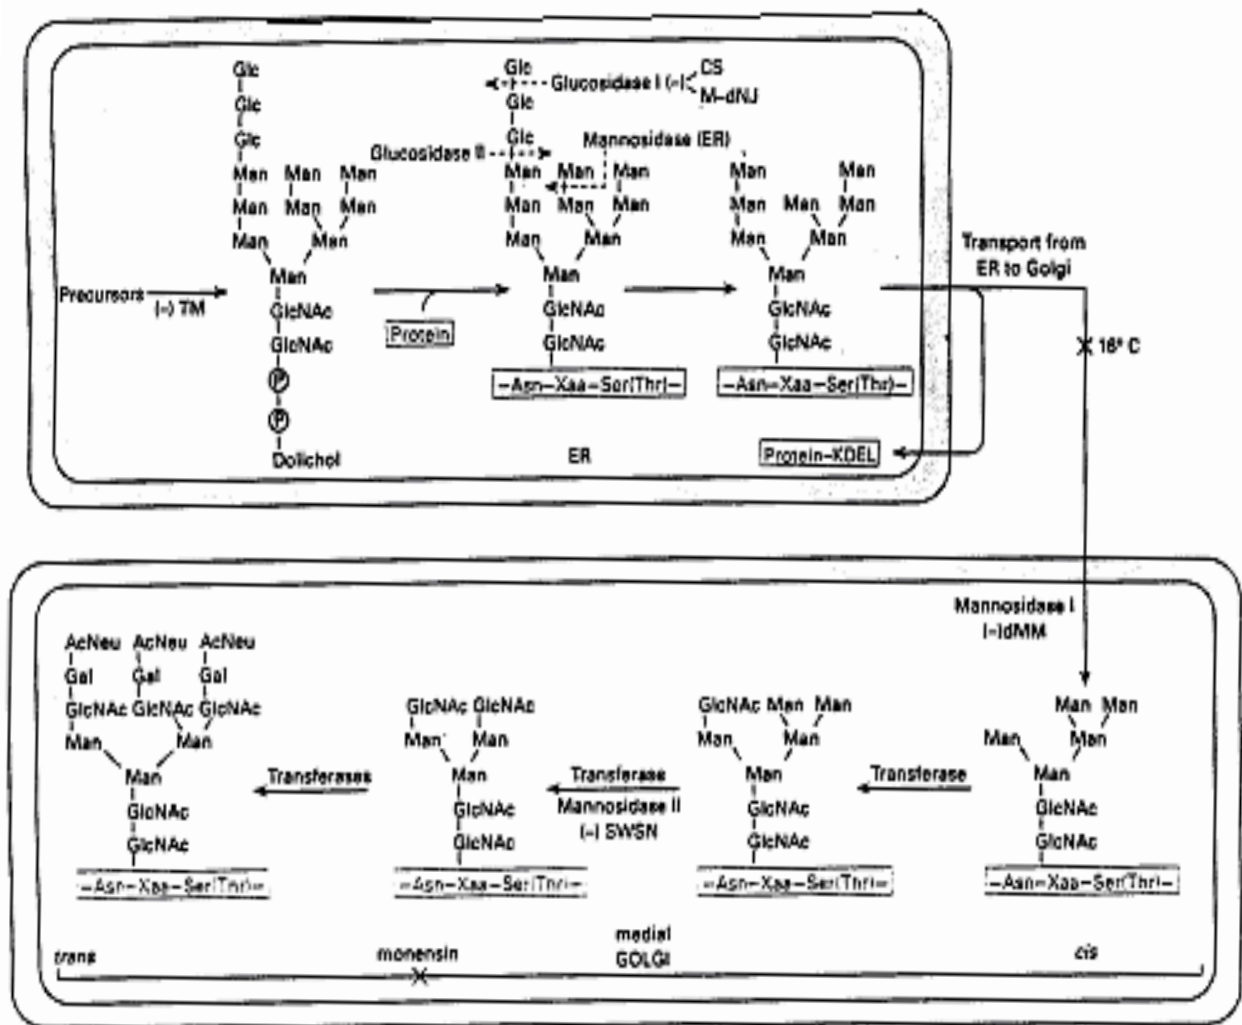 Glc Glc CS
Glucosidase I (-)
M-dNJ
Glc Glc
Glc Glc Mannosidase (ER)
Glucosidase II
Man Man Man Man Man Man Man Man
Man Man Man Man Man Man Man Man Man
Man Man Man Man Man Man
Transport from
ER to Golgi
Man Man Man
Precursors
(-) TM
GlcNAc GlcNAc GlcNAc
Protein
GlcNAc GlcNAc GlcNAc
16° C
P
-Asn-Xaa-Ser(Thr)- -Asn-Xaa-Ser(Thr)-
P
Dolichol ER Protein-KDEL
Mannosidase I
(-)dMM
AcNeu AcNeu AcNeu
Gal Gal Gal
GlcNAc GlcNAc GlcNAc GlcNAc GlcNAc GlcNAc Man Man Man Man
Man Man Man Man Man Man Man Man
Man Transferases Man Transferase Man Transferase Man
Mannosidase II
GlcNAc GlcNAc GlcNAc GlcNAc
(-) SWSN
GlcNAc GlcNAc GlcNAc GlcNAc
-Asn-Xaa-Ser(Thr)- -Asn-Xaa-Ser(Thr)- -Asn-Xaa-Ser(Thr)- -Asn-Xaa-Ser(Thr)-
medial
trans monensin GOLGI cis